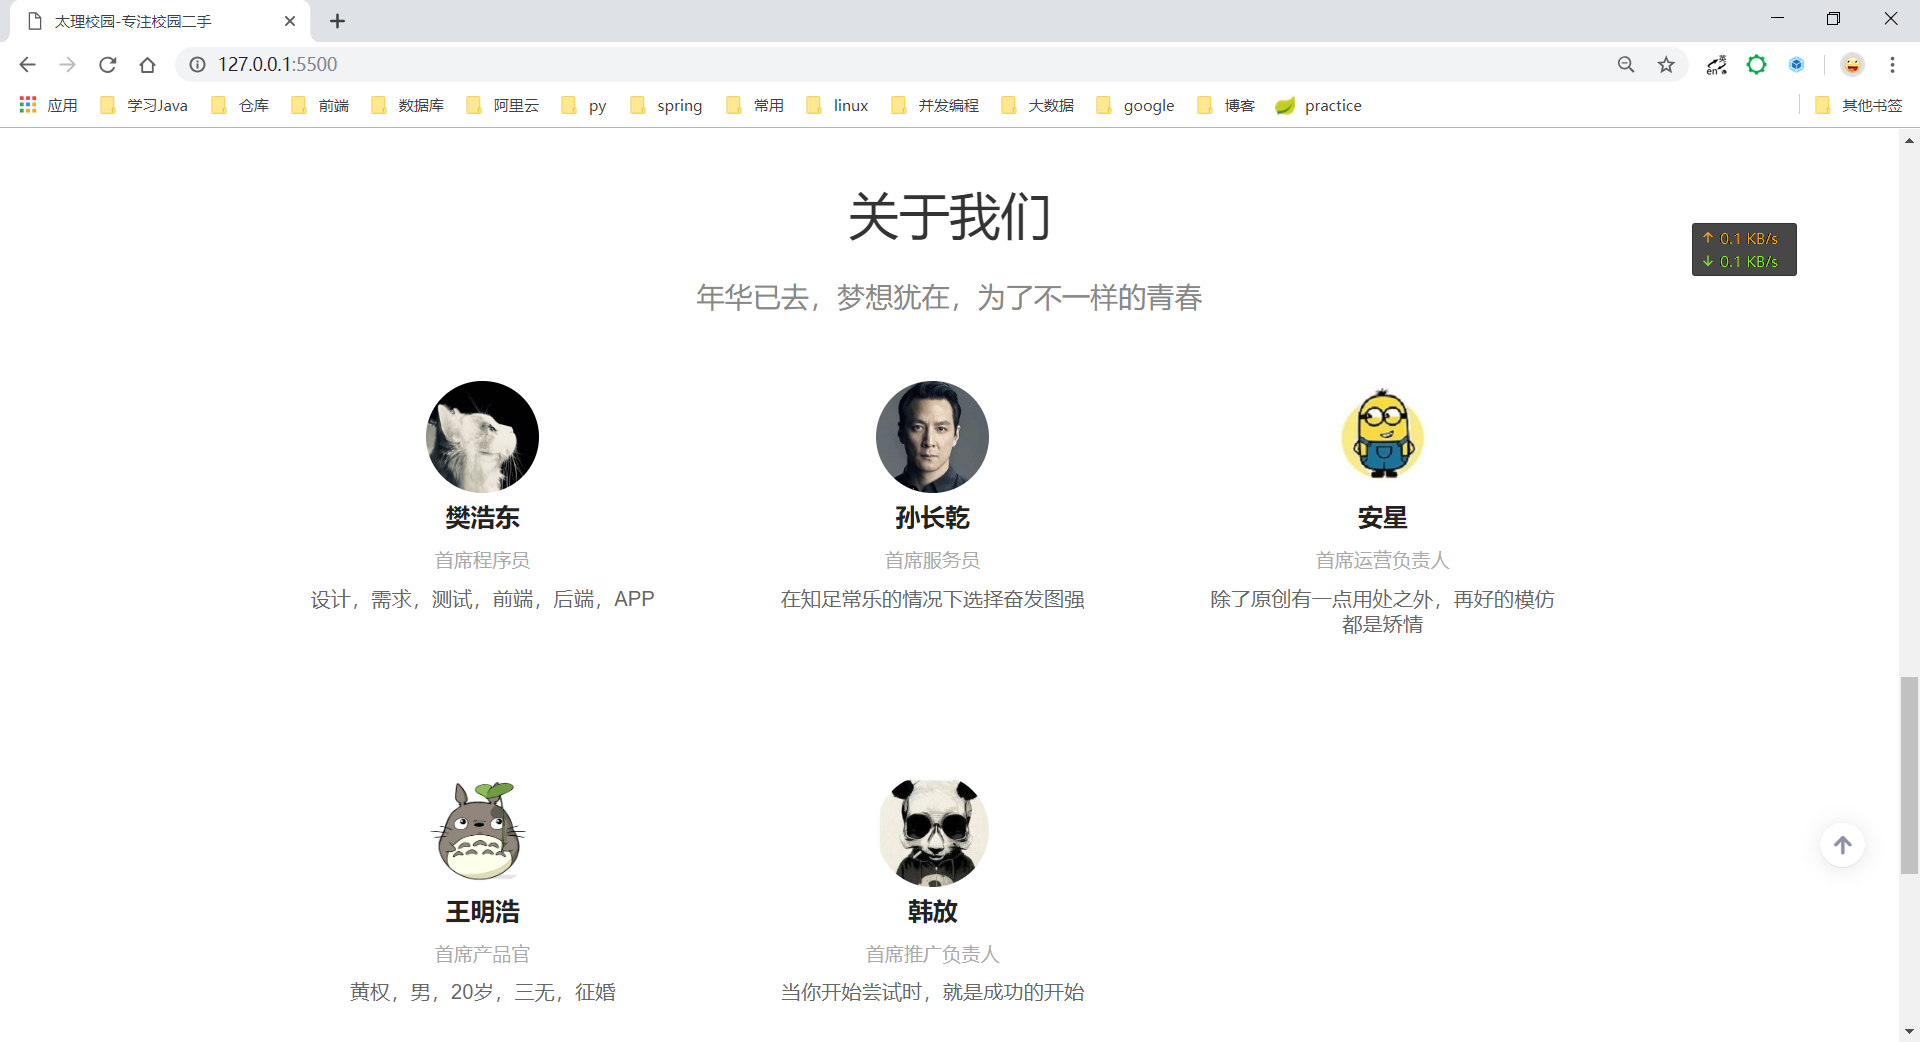 太理校园-专注校园二手
127.0.0.1:5500
英
en
应用 学习Java 仓库 前端 数据库 阿里云 py spring 常用 linux 并发编程 大数据 google 博客 practice 其他书签
关于我们
↑ 0.1 KB/s
↓ 0.1 KB/s
年华已去，梦想犹在，为了不一样的青春
樊浩东
首席程序员
设计，需求，测试，前端，后端，APP
孙长乾
首席服务员
在知足常乐的情况下选择奋发图强
安星
首席运营负责人
除了原创有一点用处之外，再好的模仿
都是矫情
王明浩
首席产品官
黄权，男，20岁，三无，征婚
韩放
首席推广负责人
当你开始尝试时，就是成功的开始